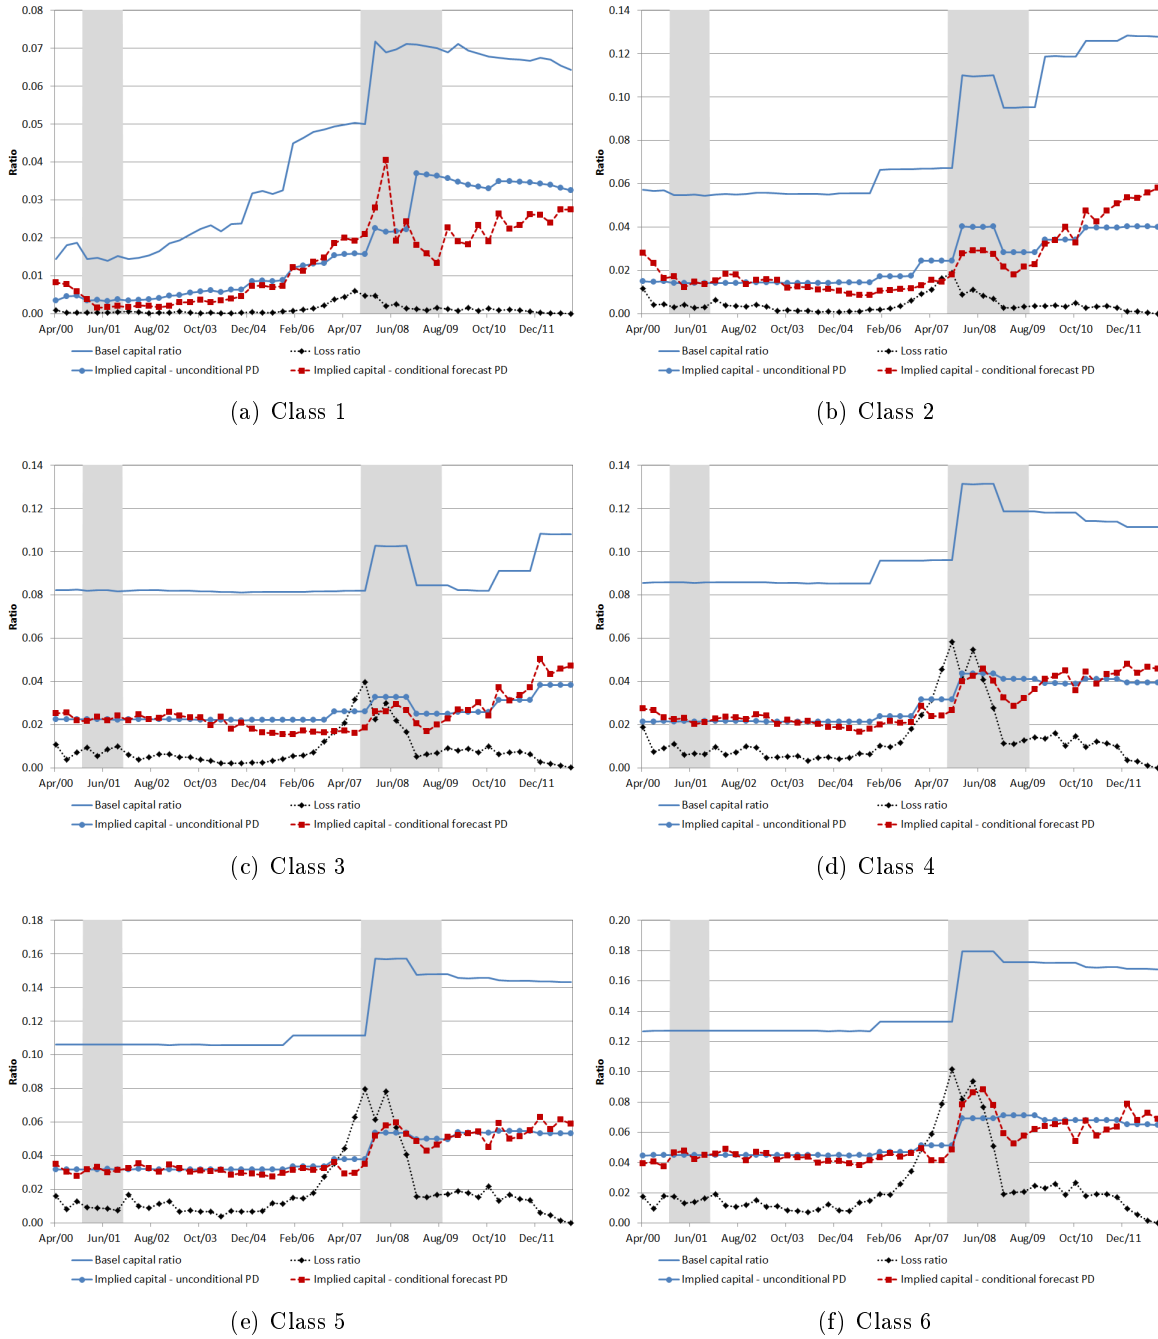 0.08
0.07
0.06
0.05
0.04
0.03
0.02
0.01
0.00
Ratio
Apr/00 Jun/01 Aug/02 Oct/03 Dec/04 Feb/06 Apr/07 Jun/08 Aug/09 Oct/10 Dec/11
Basel capital ratio Loss ratio
Implied capital - unconditional PD Implied capital - conditional forecast PD
(a) Class 1
0.14
0.12
0.10
0.08
0.06
0.04
0.02
0.00
Ratio
Apr/00 Jun/01 Aug/02 Oct/03 Dec/04 Feb/06 Apr/07 Jun/08 Aug/09 Oct/10 Dec/11
Basel capital ratio Loss ratio
Implied capital - unconditional PD Implied capital - conditional forecast PD
(b) Class 2
0.14
0.12
0.10
0.08
0.06
0.04
0.02
0.00
Ratio
Apr/00 Jun/01 Aug/02 Oct/03 Dec/04 Feb/06 Apr/07 Jun/08 Aug/09 Oct/10 Dec/11
Basel capital ratio Loss ratio
Implied capital - unconditional PD Implied capital - conditional forecast PD
(c) Class 3
0.14
0.12
0.10
0.08
0.06
0.04
0.02
0.00
Ratio
Apr/00 Jun/01 Aug/02 Oct/03 Dec/04 Feb/06 Apr/07 Jun/08 Aug/09 Oct/10 Dec/11
Basel capital ratio Loss ratio
Implied capital - unconditional PD Implied capital - conditional forecast PD
(d) Class 4
0.18
0.16
0.14
0.12
0.10
0.08
0.06
0.04
0.02
0.00
Ratio
Apr/00 Jun/01 Aug/02 Oct/03 Dec/04 Feb/06 Apr/07 Jun/08 Aug/09 Oct/10 Dec/11
Basel capital ratio Loss ratio
Implied capital - unconditional PD Implied capital - conditional forecast PD
(e) Class 5
0.20
0.18
0.16
0.14
0.12
0.10
0.08
0.06
0.04
0.02
0.00
Ratio
Apr/00 Jun/01 Aug/02 Oct/03 Dec/04 Feb/06 Apr/07 Jun/08 Aug/09 Oct/10 Dec/11
Basel capital ratio Loss ratio
Implied capital - unconditional PD Implied capital - conditional forecast PD
(f) Class 6